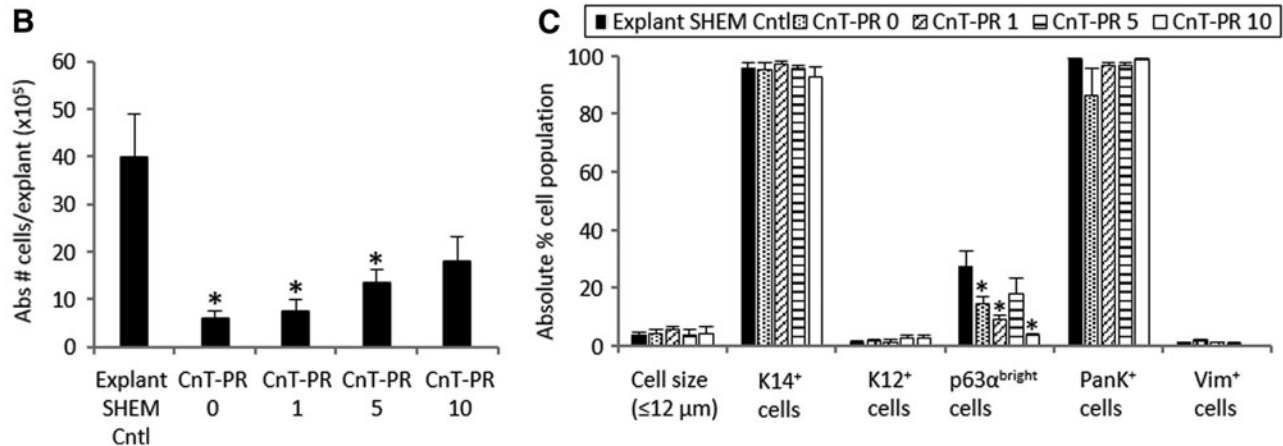 B
Abs # cells/explant (x10⁵)
60
50
40
30
20
10
0
*
*
*
Explant SHEM Cntl
CnT-PR 0
CnT-PR 1
CnT-PR 5
CnT-PR 10
C
Explant SHEM Cntl
CnT-PR 0
CnT-PR 1
CnT-PR 5
CnT-PR 10
Absolute % cell population
100
80
60
40
20
0
*
*
*
Cell size
(≤12 µm)
K14⁺
cells
K12⁺
cells
p63αᵇʳⁱᵍʰᵗ
cells
PanK⁺
cells
Vim⁺
cells